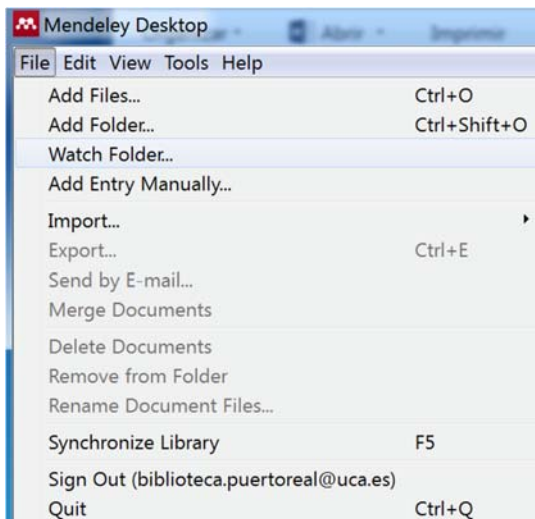 Mendeley Desktop
Abrir
Imprimir
File Edit View Tools Help
Add Files... Ctrl+O
Add Folder... Ctrl+Shift+O
Watch Folder...
Add Entry Manually...
Import...
Export... Ctrl+E
Send by E-mail...
Merge Documents
Delete Documents
Remove from Folder
Rename Document Files...
Synchronize Library F5
Sign Out (biblioteca.puertoreal@uca.es)
Quit Ctrl+Q